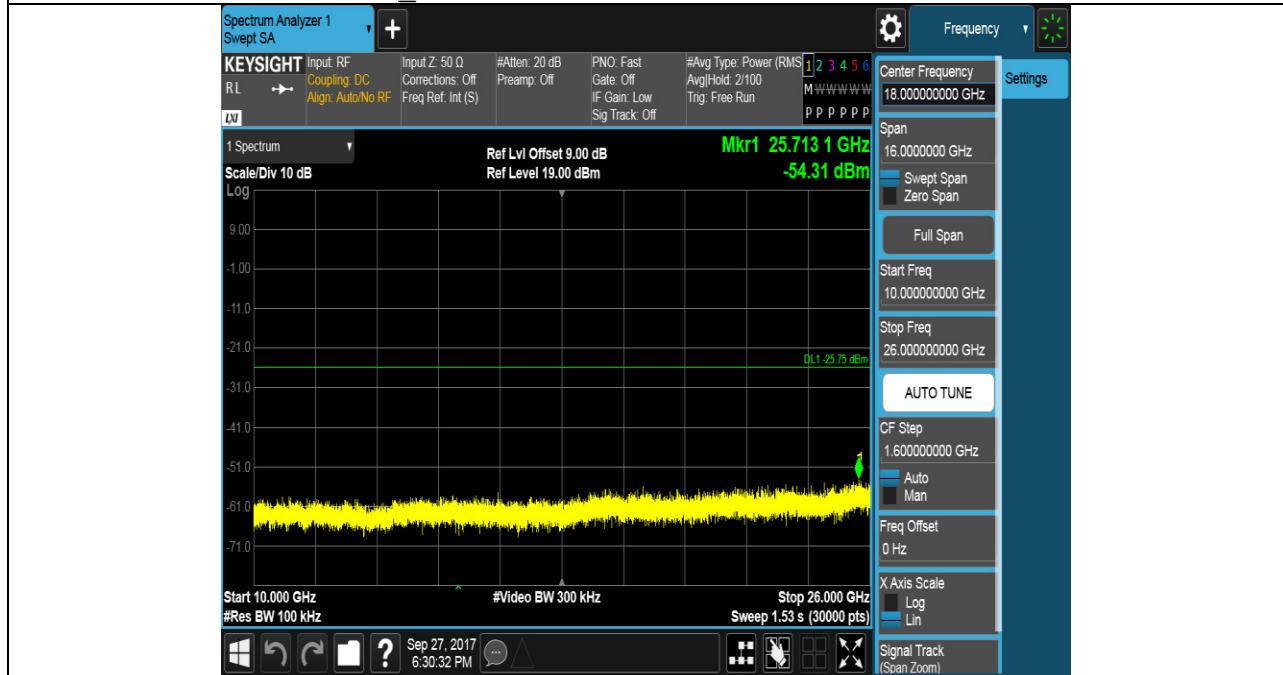 Spectrum Analyzer 1
Swept SA
+
Frequency
KEYSIGHT
RL
LXI
Input: RF
Coupling: DC
Align: Auto/No RF
Input Z: 50 Ω
Corrections: Off
Freq Ref: Int (S)
#Atten: 20 dB
Preamp: Off
PNO: Fast
Gate: Off
IF Gain: Low
Sig Track: Off
#Avg Type: Power (RMS
Avg|Hold: 2/100
Trig: Free Run
1 2 3 4 5 6
M W W W W W
P P P P P P
Center Frequency
18.000000000 GHz
Settings
1 Spectrum
Scale/Div 10 dB
Ref Lvl Offset 9.00 dB
Ref Level 19.00 dBm
Mkr1 25.713 1 GHz
-54.31 dBm
Log
9.00
-1.00
-11.0
-21.0
-31.0
-41.0
-51.0
-61.0
-71.0
DL1 -25.75 dBm
1
Start 10.000 GHz
#Res BW 100 kHz
#Video BW 300 kHz
Stop 26.000 GHz
Sweep 1.53 s (30000 pts)
Span
16.0000000 GHz
Swept Span
Zero Span
Full Span
Start Freq
10.000000000 GHz
Stop Freq
26.000000000 GHz
AUTO TUNE
CF Step
1.600000000 GHz
Auto
Man
Freq Offset
0 Hz
X Axis Scale
Log
Lin
Signal Track
(Span Zoom)
?
Sep 27, 2017
6:30:32 PM